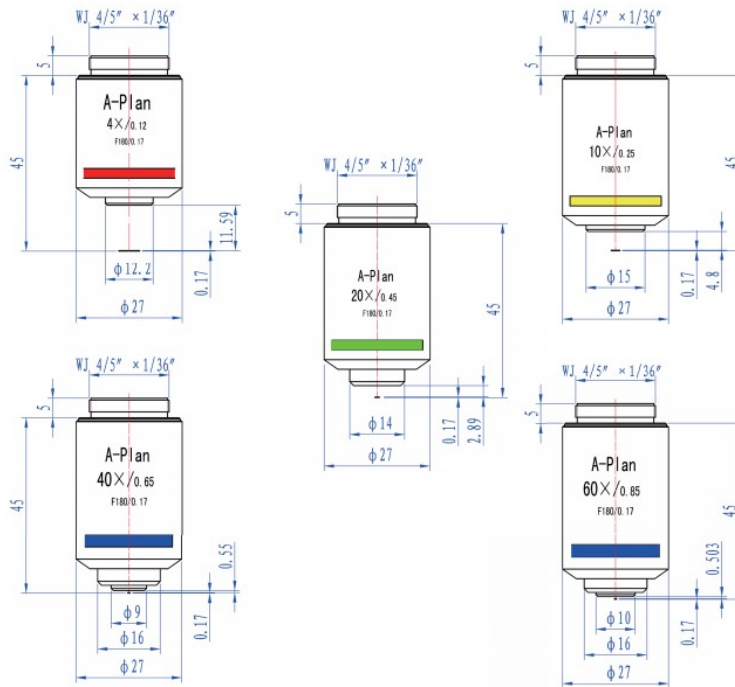 WJ 4/5″ ×1/36″
5
45
A-Plan
4×/0.12
F180/0.17
11.59
0.17
ϕ12.2
ϕ27
WJ 4/5″ ×1/36″
5
45
A-Plan
10×/0.25
F180/0.17
ϕ15
ϕ27
0.17
4.8
WJ 4/5″ ×1/36″
5
45
A-Plan
20×/0.45
F180/0.17
ϕ14
ϕ27
0.17
2.89
WJ 4/5″ ×1/36″
5
45
A-Plan
40×/0.65
F180/0.17
0.55
0.17
ϕ9
ϕ16
ϕ27
WJ 4/5″ ×1/36″
5
45
A-Plan
60×/0.85
F180/0.17
0.503
0.17
ϕ10
ϕ16
ϕ27